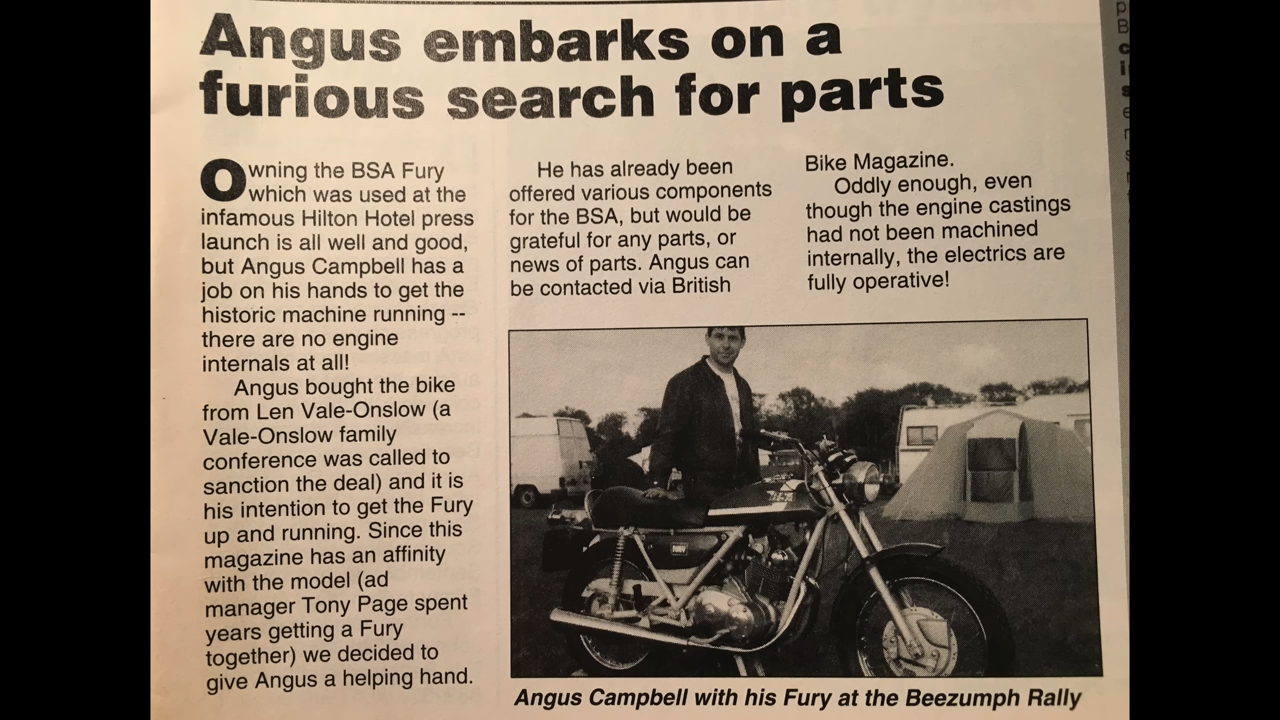 Angus embarks on a
furious search for parts
Owning the BSA Fury
which was used at the
infamous Hilton Hotel press
launch is all well and good,
but Angus Campbell has a
job on his hands to get the
historic machine running --
there are no engine
internals at all!
Angus bought the bike
from Len Vale-Onslow (a
Vale-Onslow family
conference was called to
sanction the deal) and it is
his intention to get the Fury
up and running. Since this
magazine has an affinity
with the model (ad
manager Tony Page spent
years getting a Fury
together) we decided to
give Angus a helping hand.
He has already been
offered various components
for the BSA, but would be
grateful for any parts, or
news of parts. Angus can
be contacted via British
Bike Magazine.
Oddly enough, even
though the engine castings
had not been machined
internally, the electrics are
fully operative!
Angus Campbell with his Fury at the Beezumph Rally